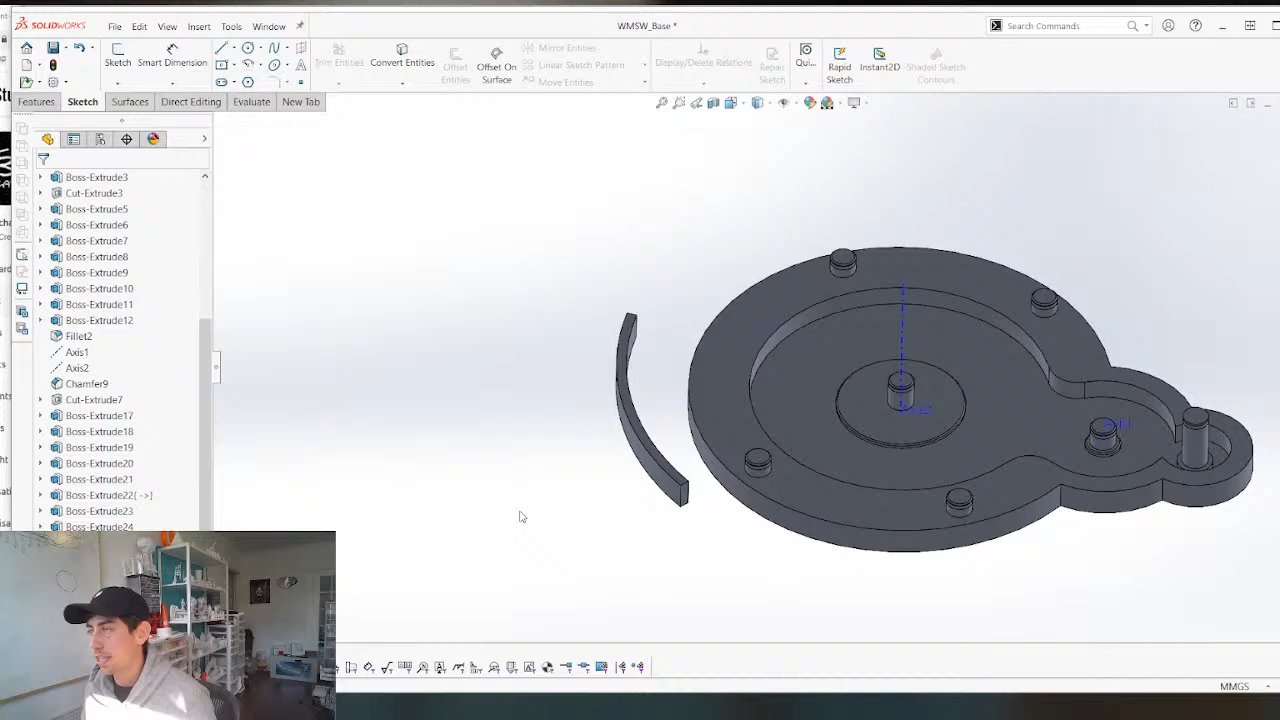 SOLIDWORKS
File Edit View Insert Tools Window
WMSW_Base *
Search Commands
Sketch
Smart Dimension
Trim Entities
Convert Entities
Offset Entities
Offset On Surface
Mirror Entities
Linear Sketch Pattern
Move Entities
Display/Delete Relations
Repair Sketch
Qui...
Rapid Sketch
Instant2D
Shaded Sketch Contours
Features Sketch Surfaces Direct Editing Evaluate New Tab
Boss-Extrude3
Cut-Extrude3
Boss-Extrude5
Boss-Extrude6
Boss-Extrude7
Boss-Extrude8
Boss-Extrude9
Boss-Extrude10
Boss-Extrude11
Boss-Extrude12
Fillet2
Axis1
Axis2
Chamfer9
Cut-Extrude7
Boss-Extrude17
Boss-Extrude18
Boss-Extrude19
Boss-Extrude20
Boss-Extrude21
Boss-Extrude22{ ->}
Boss-Extrude23
Boss-Extrude24
MMGS